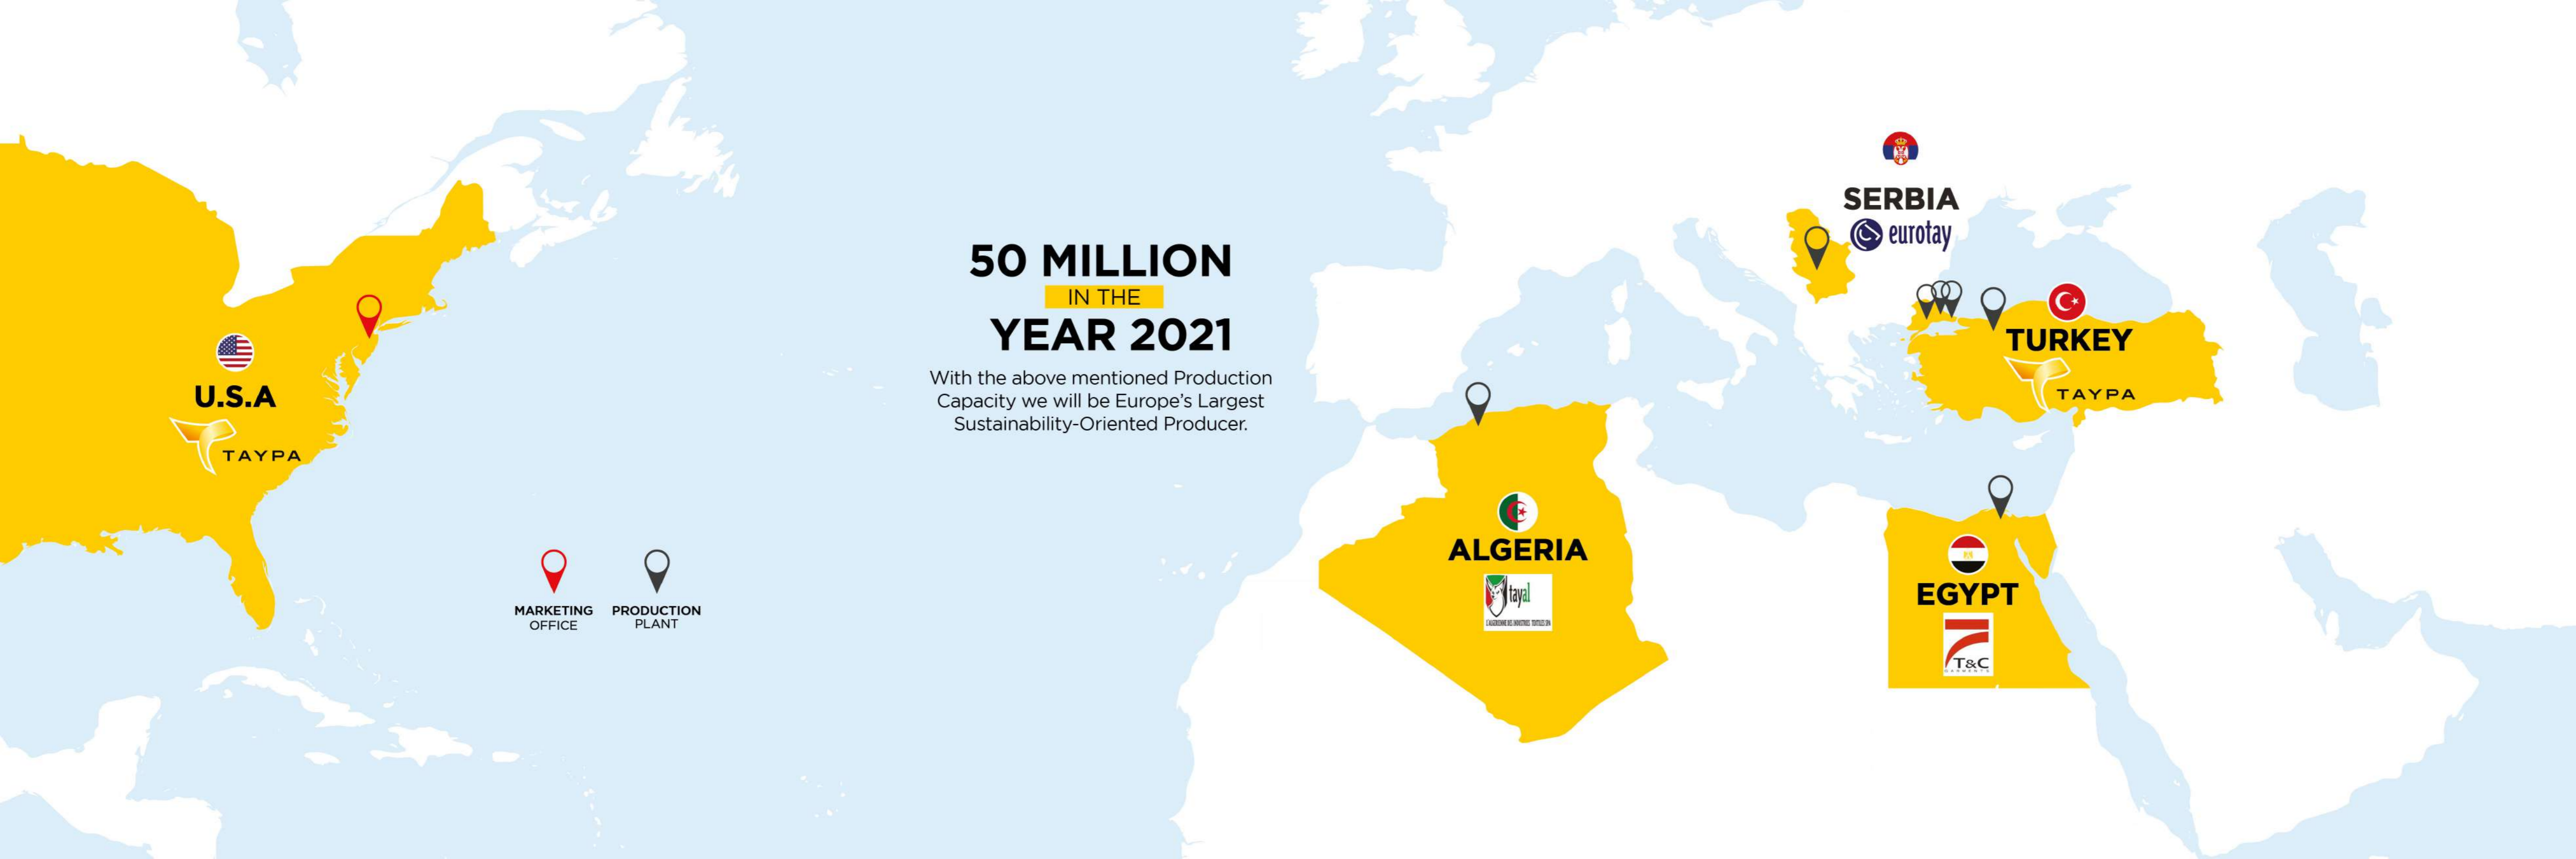 50 MILLION
IN THE
YEAR 2021
With the above mentioned Production
Capacity we will be Europe's Largest
Sustainability-Oriented Producer.
U.S.A
TAYPA
MARKETING
OFFICE
PRODUCTION
PLANT
SERBIA
eurotay
TURKEY
TAYPA
ALGERIA
tayal
EGYPT
T&C
GARMENTS